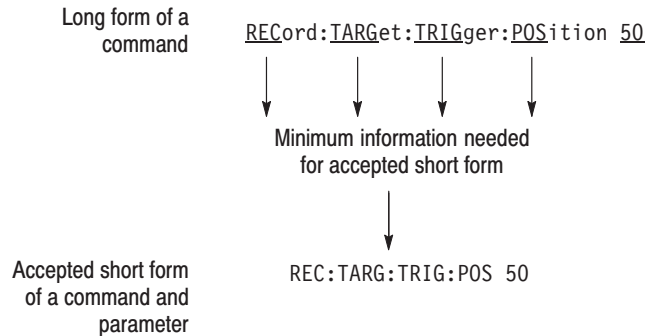 Long form of a
command
RECord:TARGet:TRIGger:POSition 50
Minimum information needed
for accepted short form
REC:TARG:TRIG:POS 50
Accepted short form
of a command and
parameter